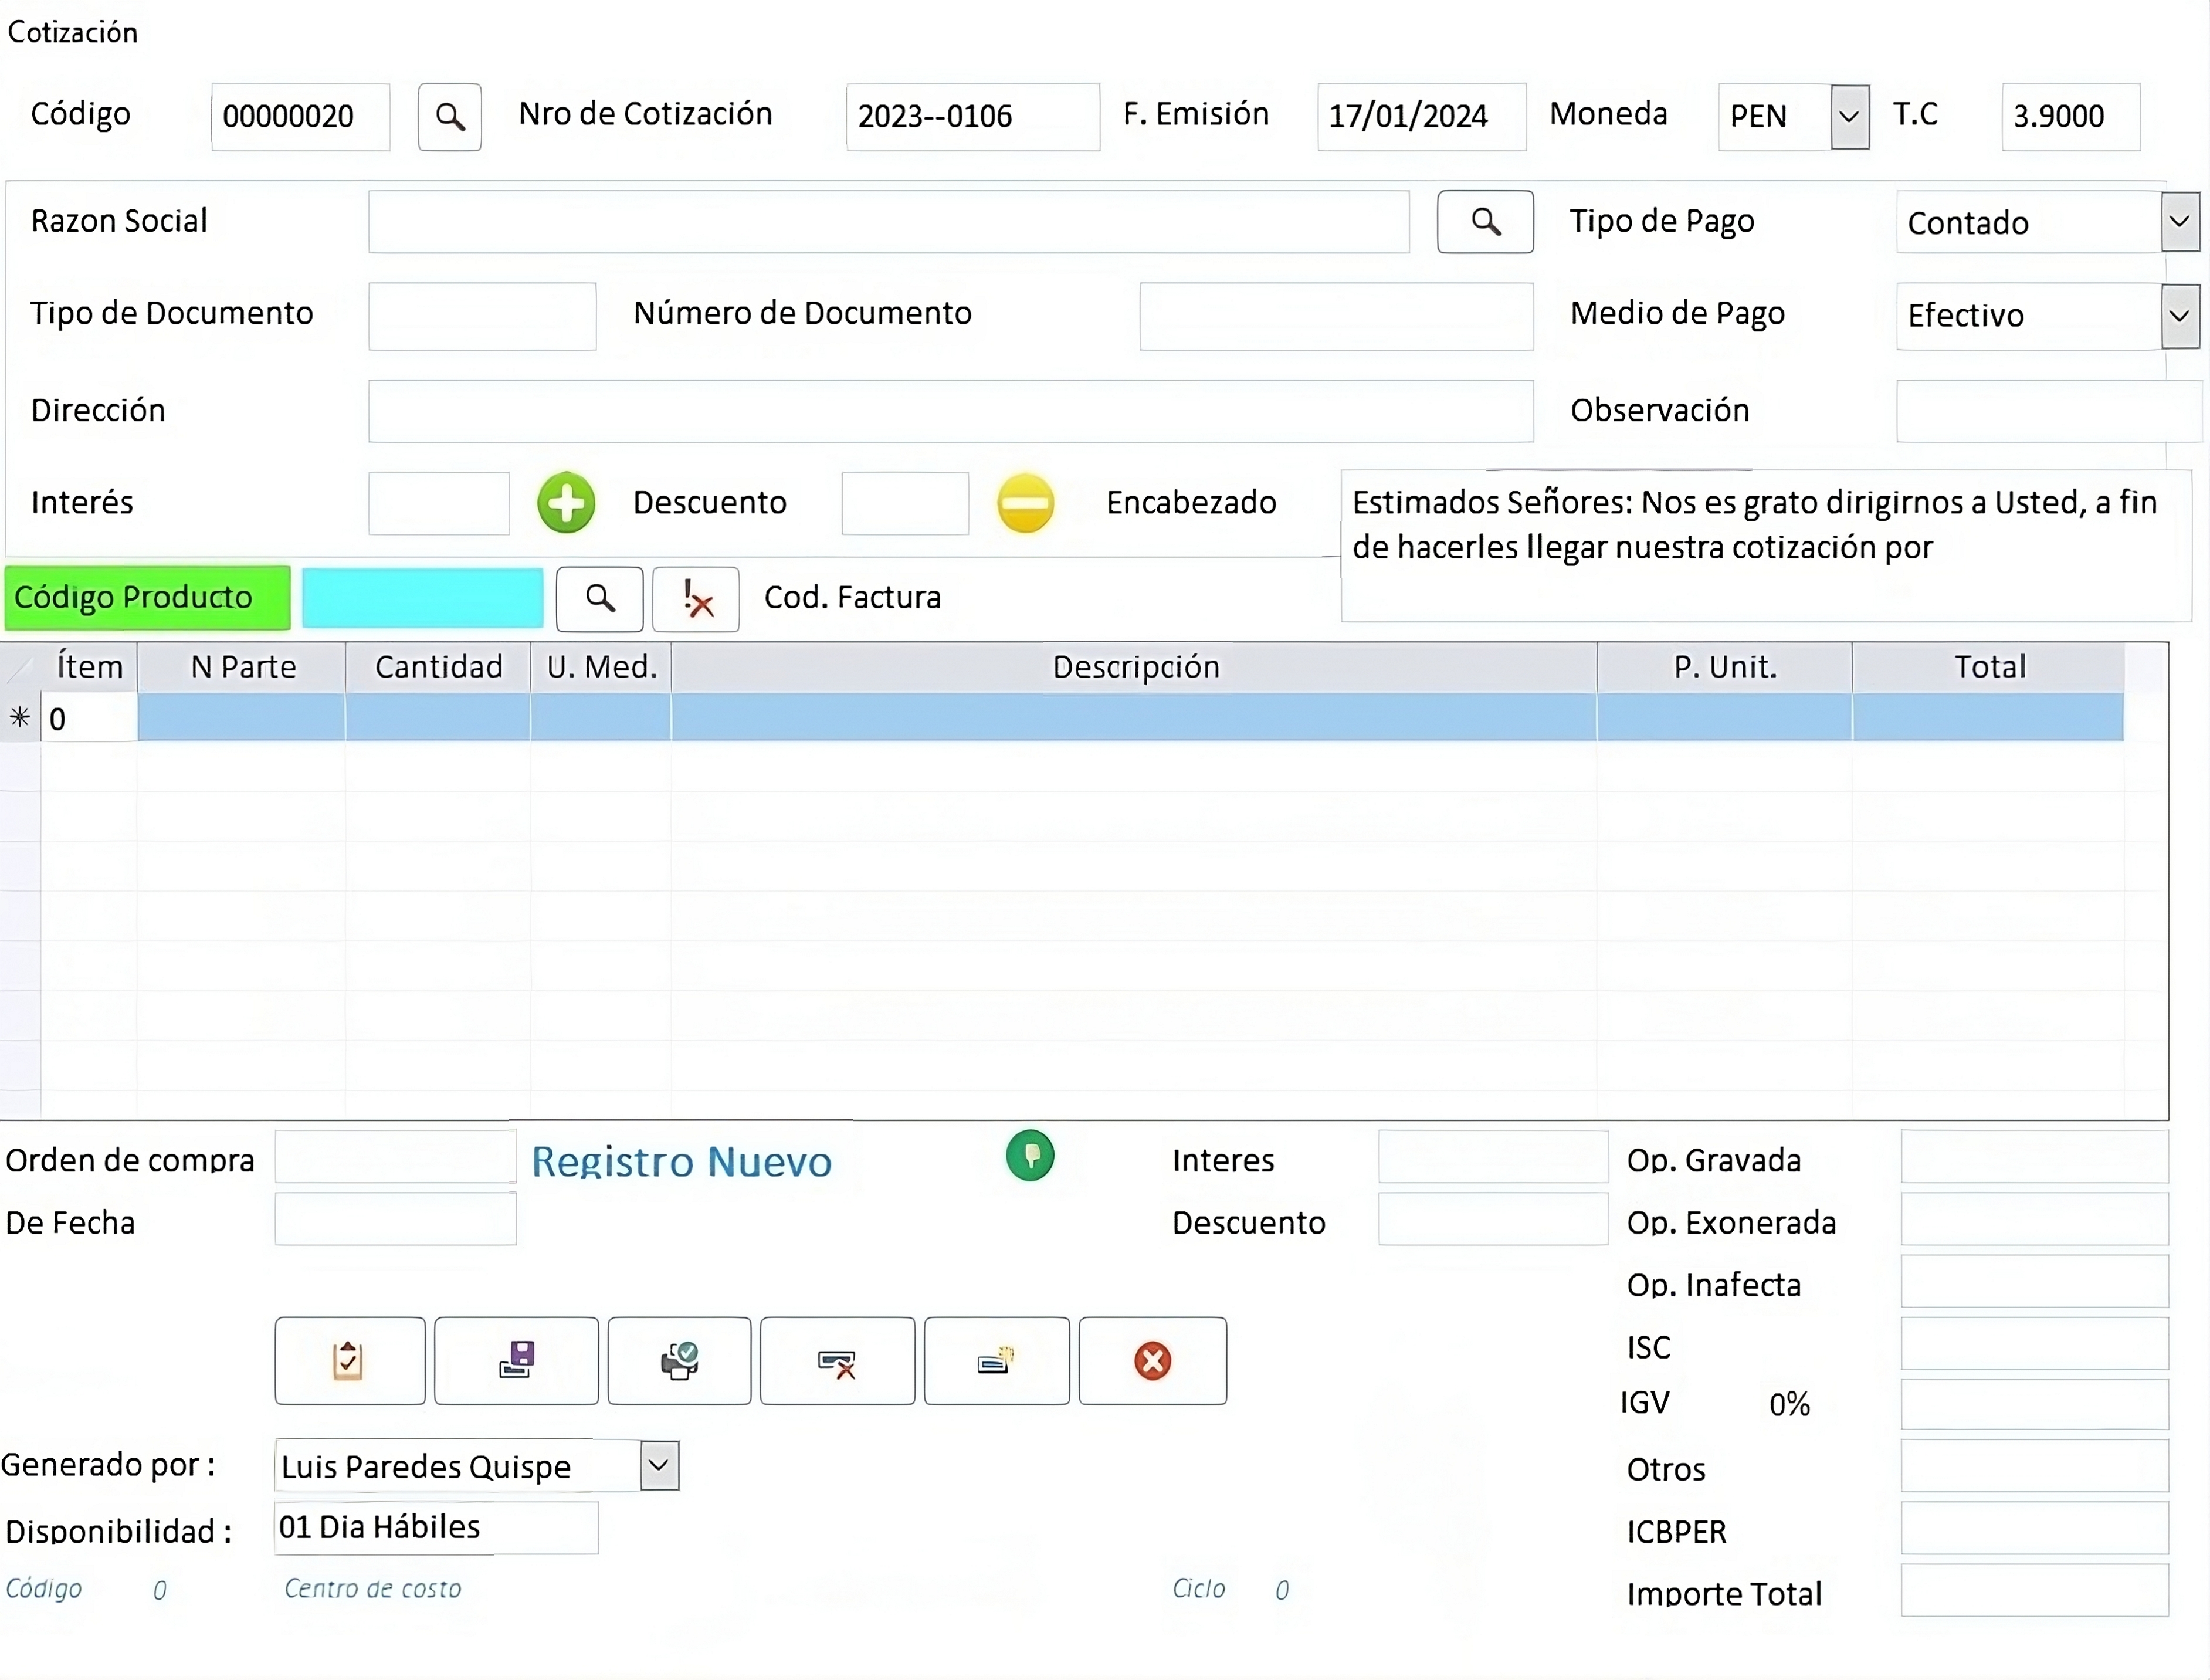 Cotización
Código 00000020 Nro de Cotización 2023--0106 F. Emisión 17/01/2024 Moneda PEN T.C 3.9000
Razon Social Tipo de Pago Contado
Tipo de Documento Número de Documento Medio de Pago Efectivo
Dirección Observación
Interés Descuento Encabezado Estimados Señores: Nos es grato dirigirnos a Usted, a fin
de hacerles llegar nuestra cotización por
Código Producto Cod. Factura
Ítem N Parte Cantidad U. Med. Descripción P. Unit. Total
* 0
Orden de compra Registro Nuevo Interes Op. Gravada
De Fecha Descuento Op. Exonerada
Op. Inafecta
ISC
IGV 0%
Generado por : Luis Paredes Quispe Otros
Disponibilidad : 01 Dia Hábiles ICBPER
Código 0 Centro de costo Ciclo 0 Importe Total